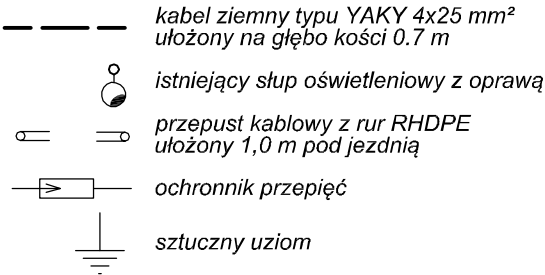 kabel ziemny typu YAKY 4x25 mm²
ułożony na głębo kości 0.7 m
istniejący słup oświetleniowy z oprawą
przepust kablowy z rur RHDPE
ułożony 1,0 m pod jezdnią
ochronnik przepięć
sztuczny uziom